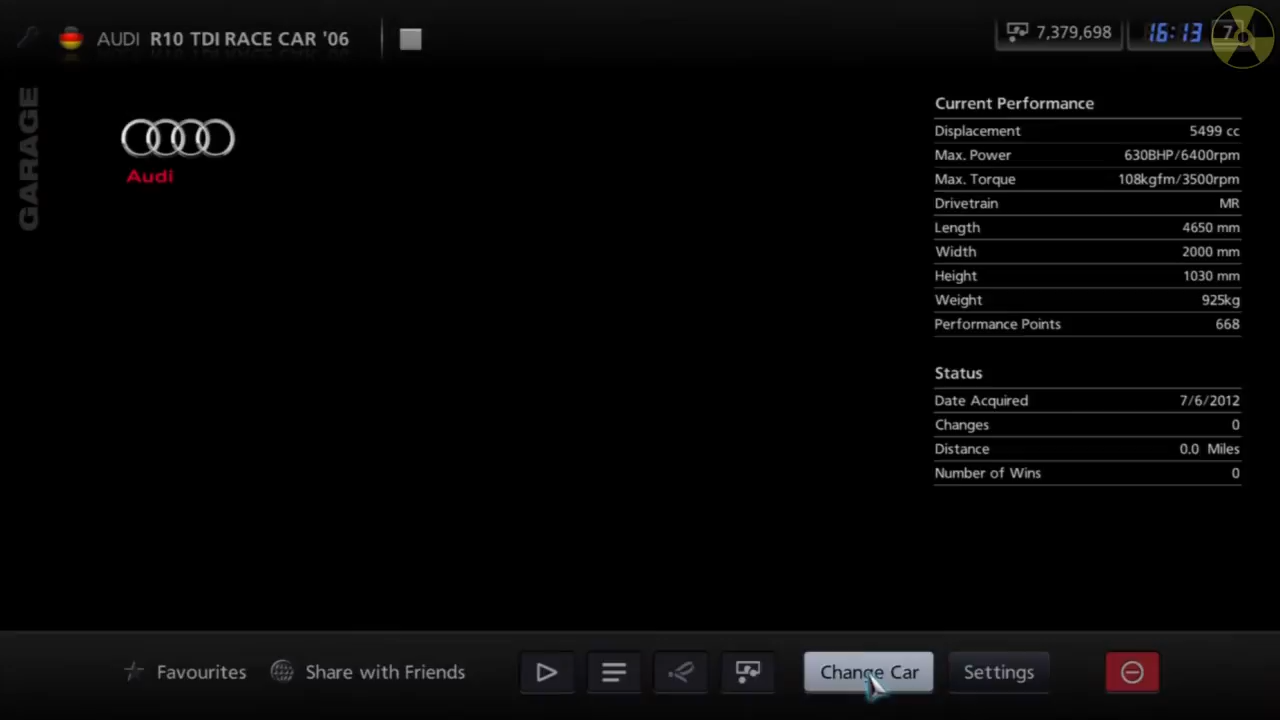 AUDI R10 TDI RACE CAR '06
7,379,698
16:13
7
GARAGE
Audi
Current Performance
Displacement 5499 cc
Max. Power 630BHP/6400rpm
Max. Torque 108kgfm/3500rpm
Drivetrain MR
Length 4650 mm
Width 2000 mm
Height 1030 mm
Weight 925kg
Performance Points 668
Status
Date Acquired 7/6/2012
Changes 0
Distance 0.0 Miles
Number of Wins 0
Favourites
Share with Friends
Change Car
Settings